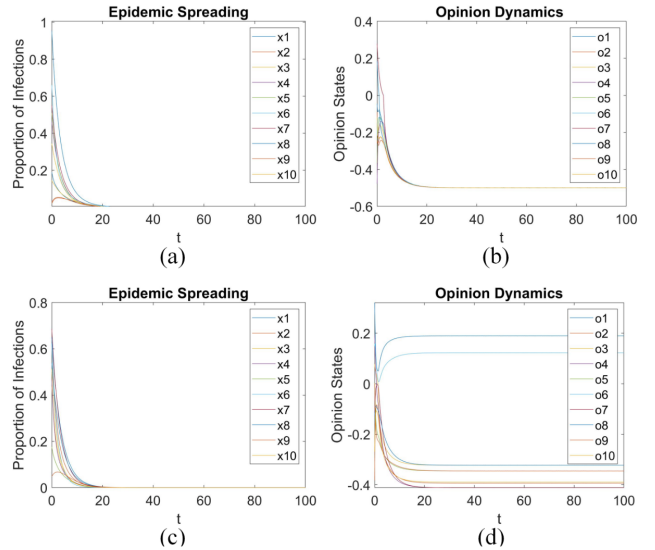 Epidemic Spreading
Proportion of Infections
1
0.8
0.6
0.4
0.2
0 20 40 60 80 100
t
x1
x2
x3
x4
x5
x6
x7
x8
x9
x10
(a)
Opinion Dynamics
Opinion States
0.4
0.2
0
-0.2
-0.4
-0.6
0 20 40 60 80 100
t
o1
o2
o3
o4
o5
o6
o7
o8
o9
o10
(b)
Epidemic Spreading
Proportion of Infections
0.8
0.6
0.4
0.2
0
0 20 40 60 80 100
t
x1
x2
x3
x4
x5
x6
x7
x8
x9
x10
(c)
Opinion Dynamics
Opinion States
0.2
0
-0.2
-0.4
0 20 40 60 80 100
t
o1
o2
o3
o4
o5
o6
o7
o8
o9
o10
(d)